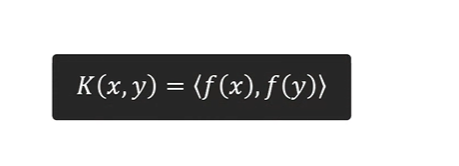 K(x,y) = ⟨f(x),f(y)⟩